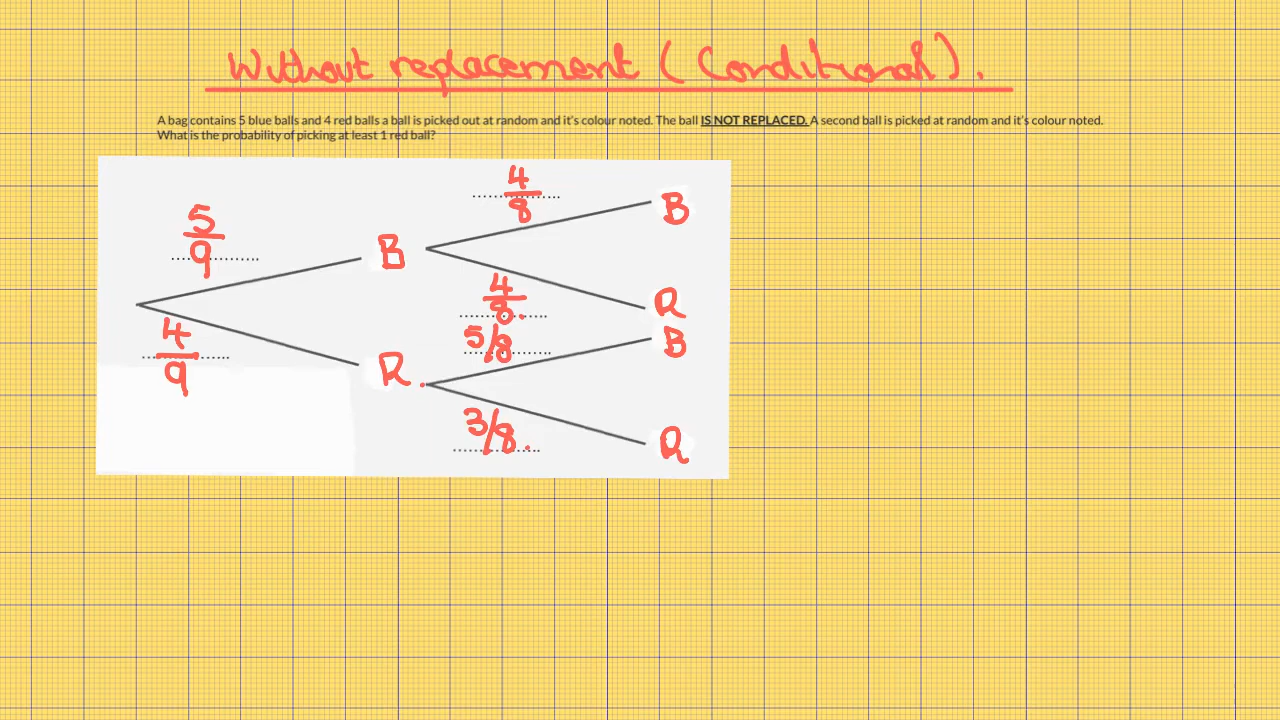 Without replacement (Conditional).
A bag contains 5 blue balls and 4 red balls a ball is picked out at random and it's colour noted. The ball IS NOT REPLACED. A second ball is picked at random and it's colour noted.
What is the probability of picking at least 1 red ball?
4/8
B
5/9
B
4/8.
R
4/9
5/8
B
R.
3/8.
R